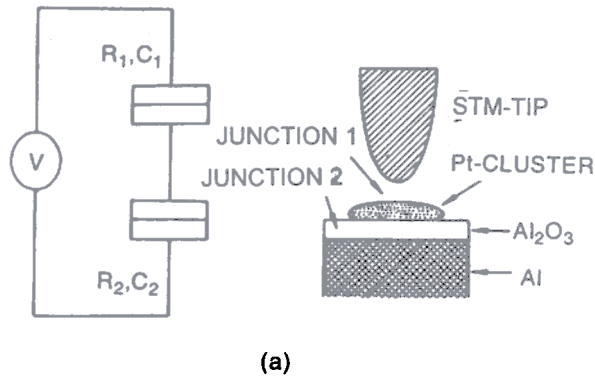 R1,C1
V
R2,C2
STM-TIP
JUNCTION 1
Pt-CLUSTER
JUNCTION 2
Al2O3
Al
(a)